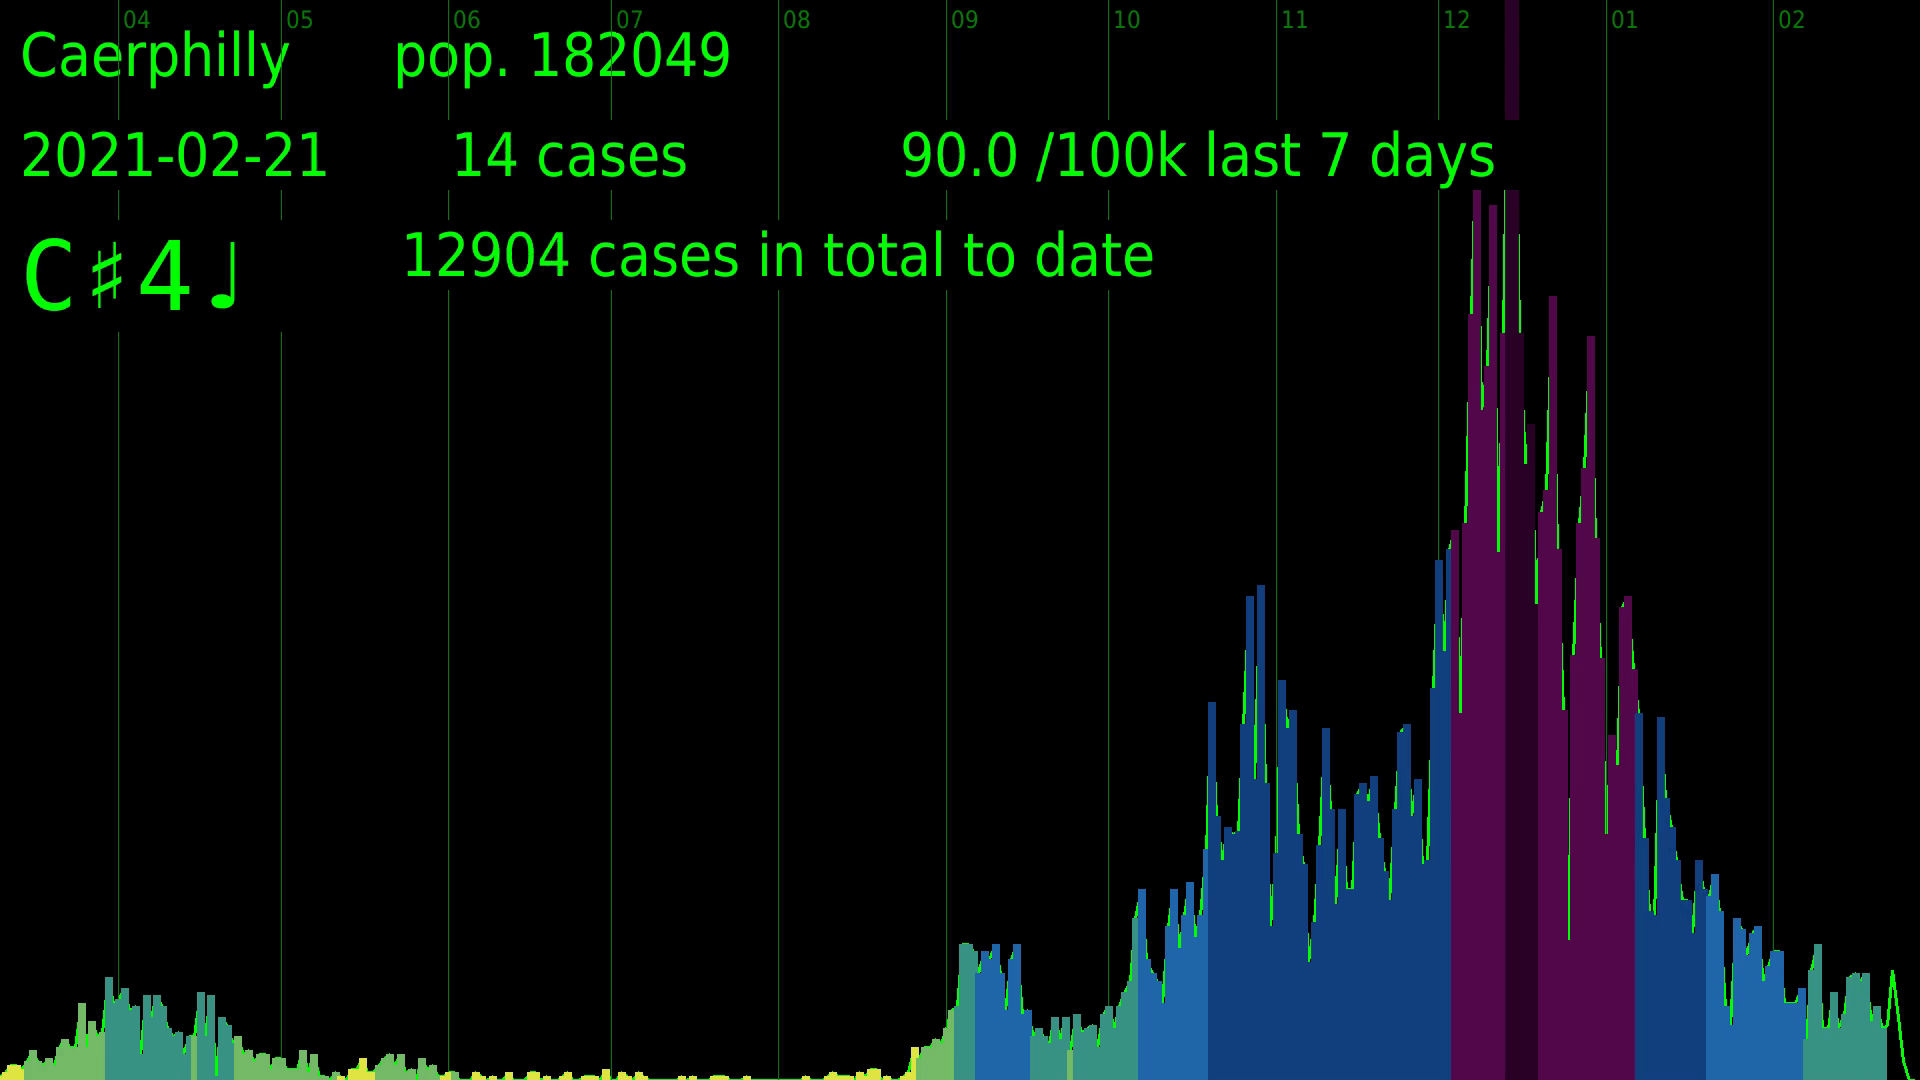 04 05 06 07 08 09 10 11 12 01 02
Caerphilly pop. 182049
2021-02-21 14 cases 90.0 /100k last 7 days
C♯4♩ 12904 cases in total to date